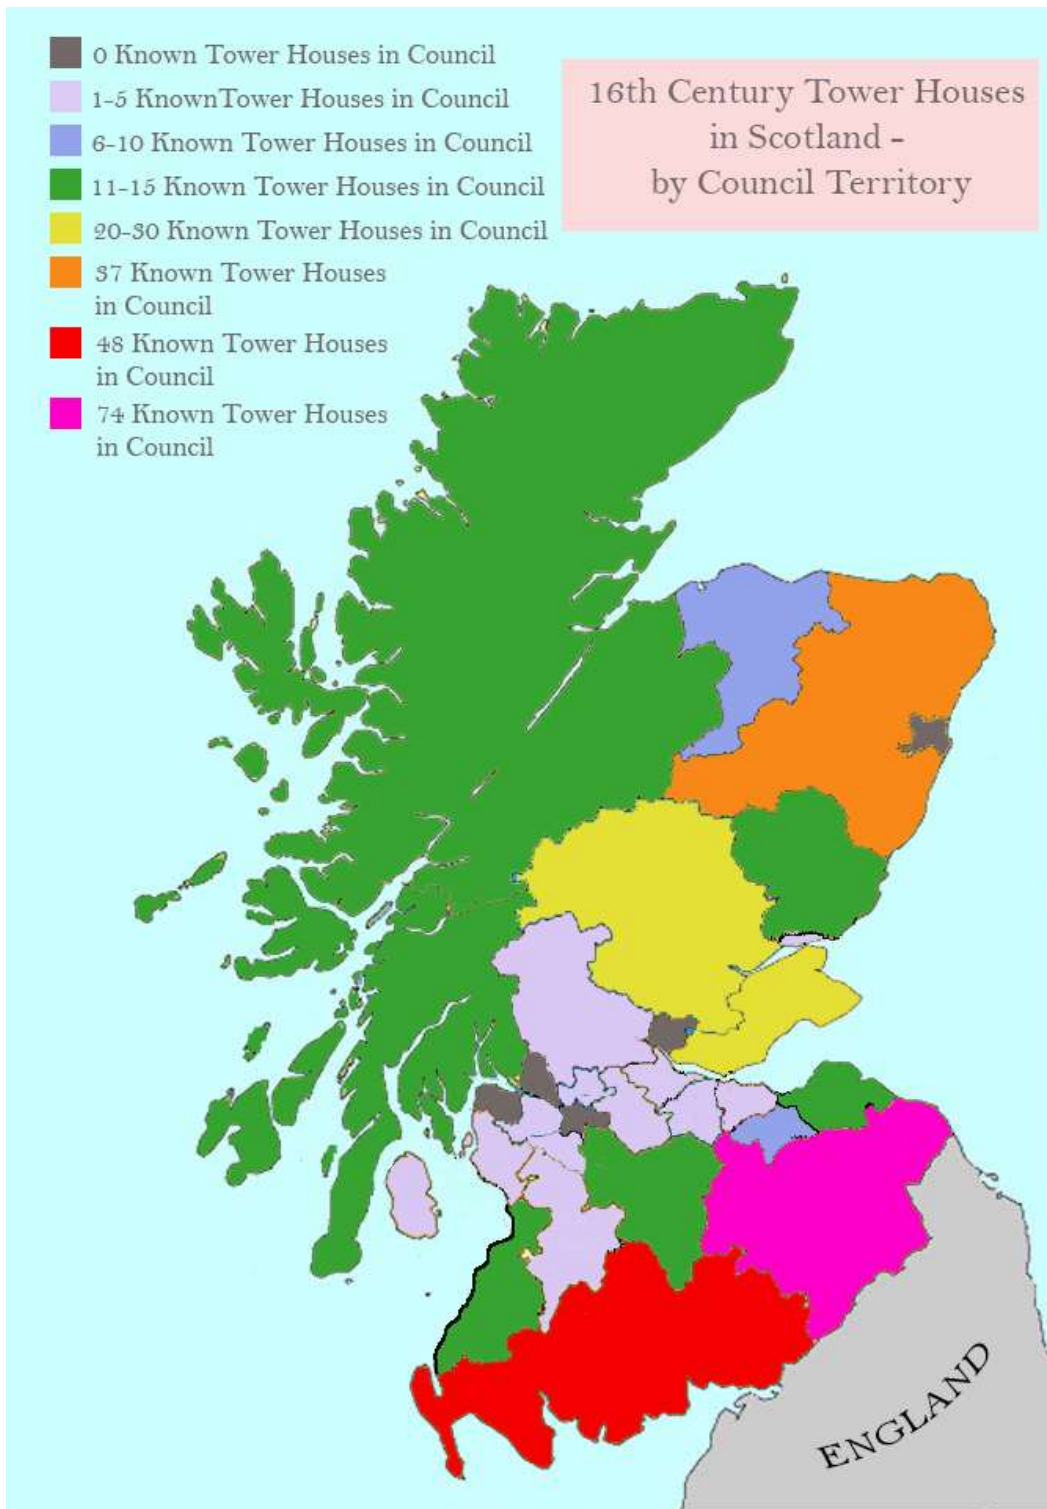 0 Known Tower Houses in Council
1-5 KnownTower Houses in Council
6-10 Known Tower Houses in Council
11-15 Known Tower Houses in Council
20-30 Known Tower Houses in Council
37 Known Tower Houses
in Council
48 Known Tower Houses
in Council
74 Known Tower Houses
in Council
16th Century Tower Houses
in Scotland -
by Council Territory
ENGLAND